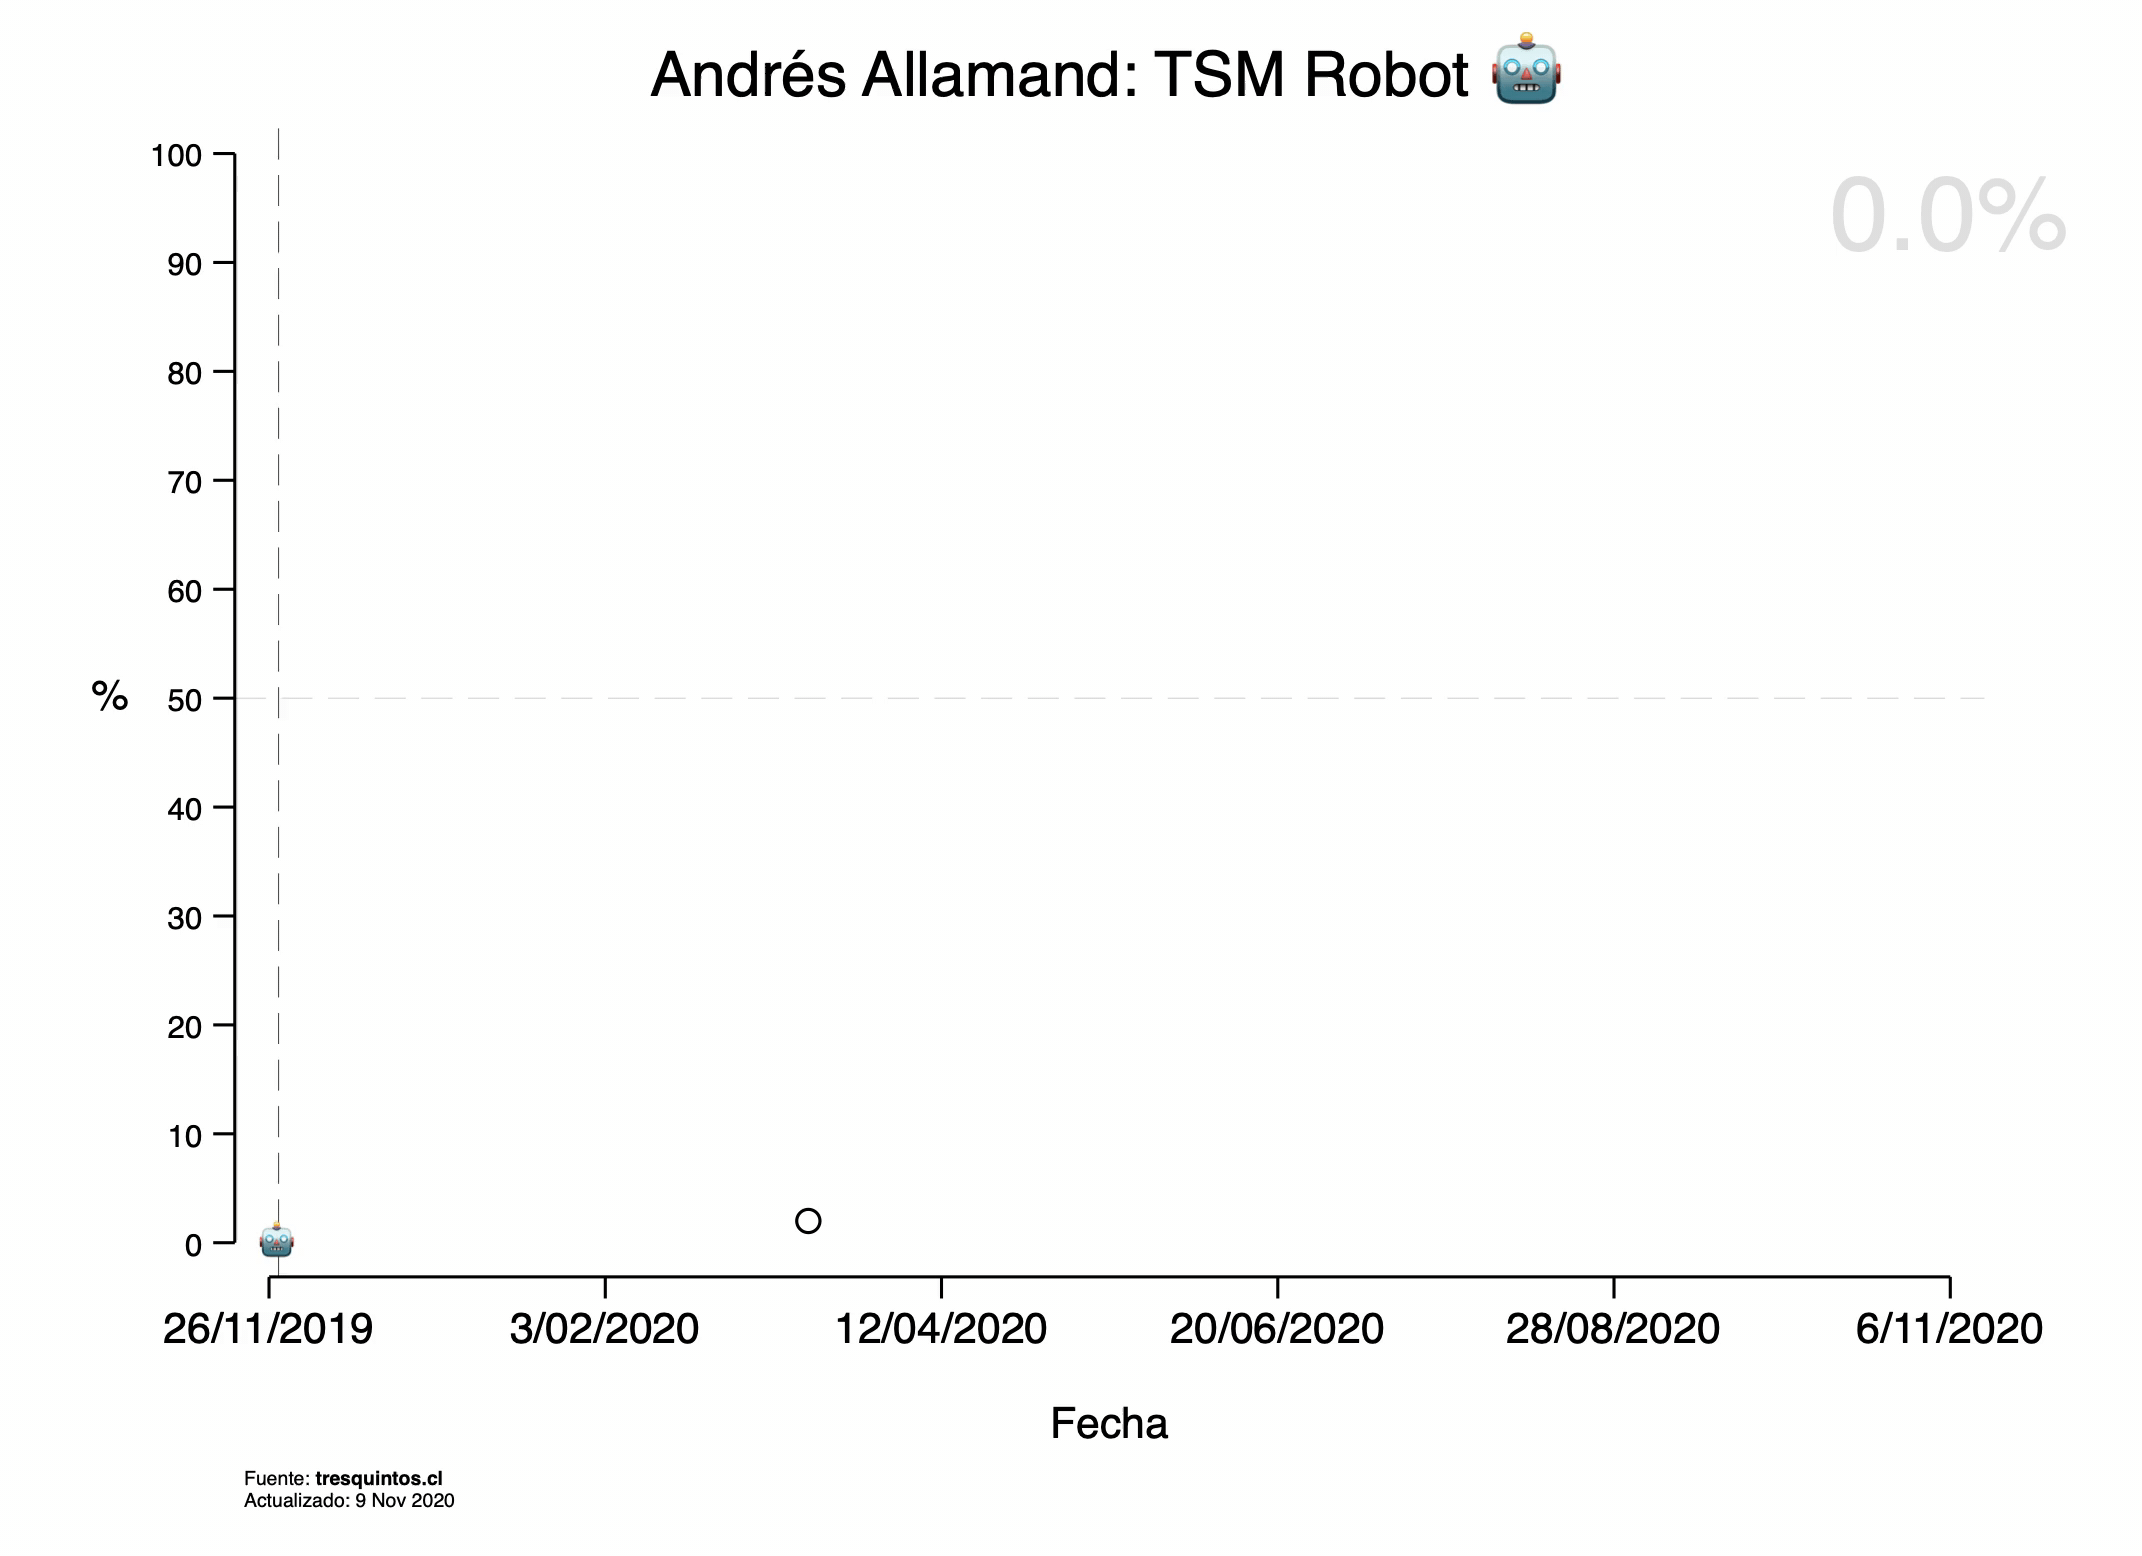 Andrés Allamand: TSM Robot 🤖
0.0%
100
90
80
70
60
50
40
30
20
10
0
%
26/11/2019 3/02/2020 12/04/2020 20/06/2020 28/08/2020 6/11/2020
Fecha
Fuente: tresquintos.cl
Actualizado: 9 Nov 2020